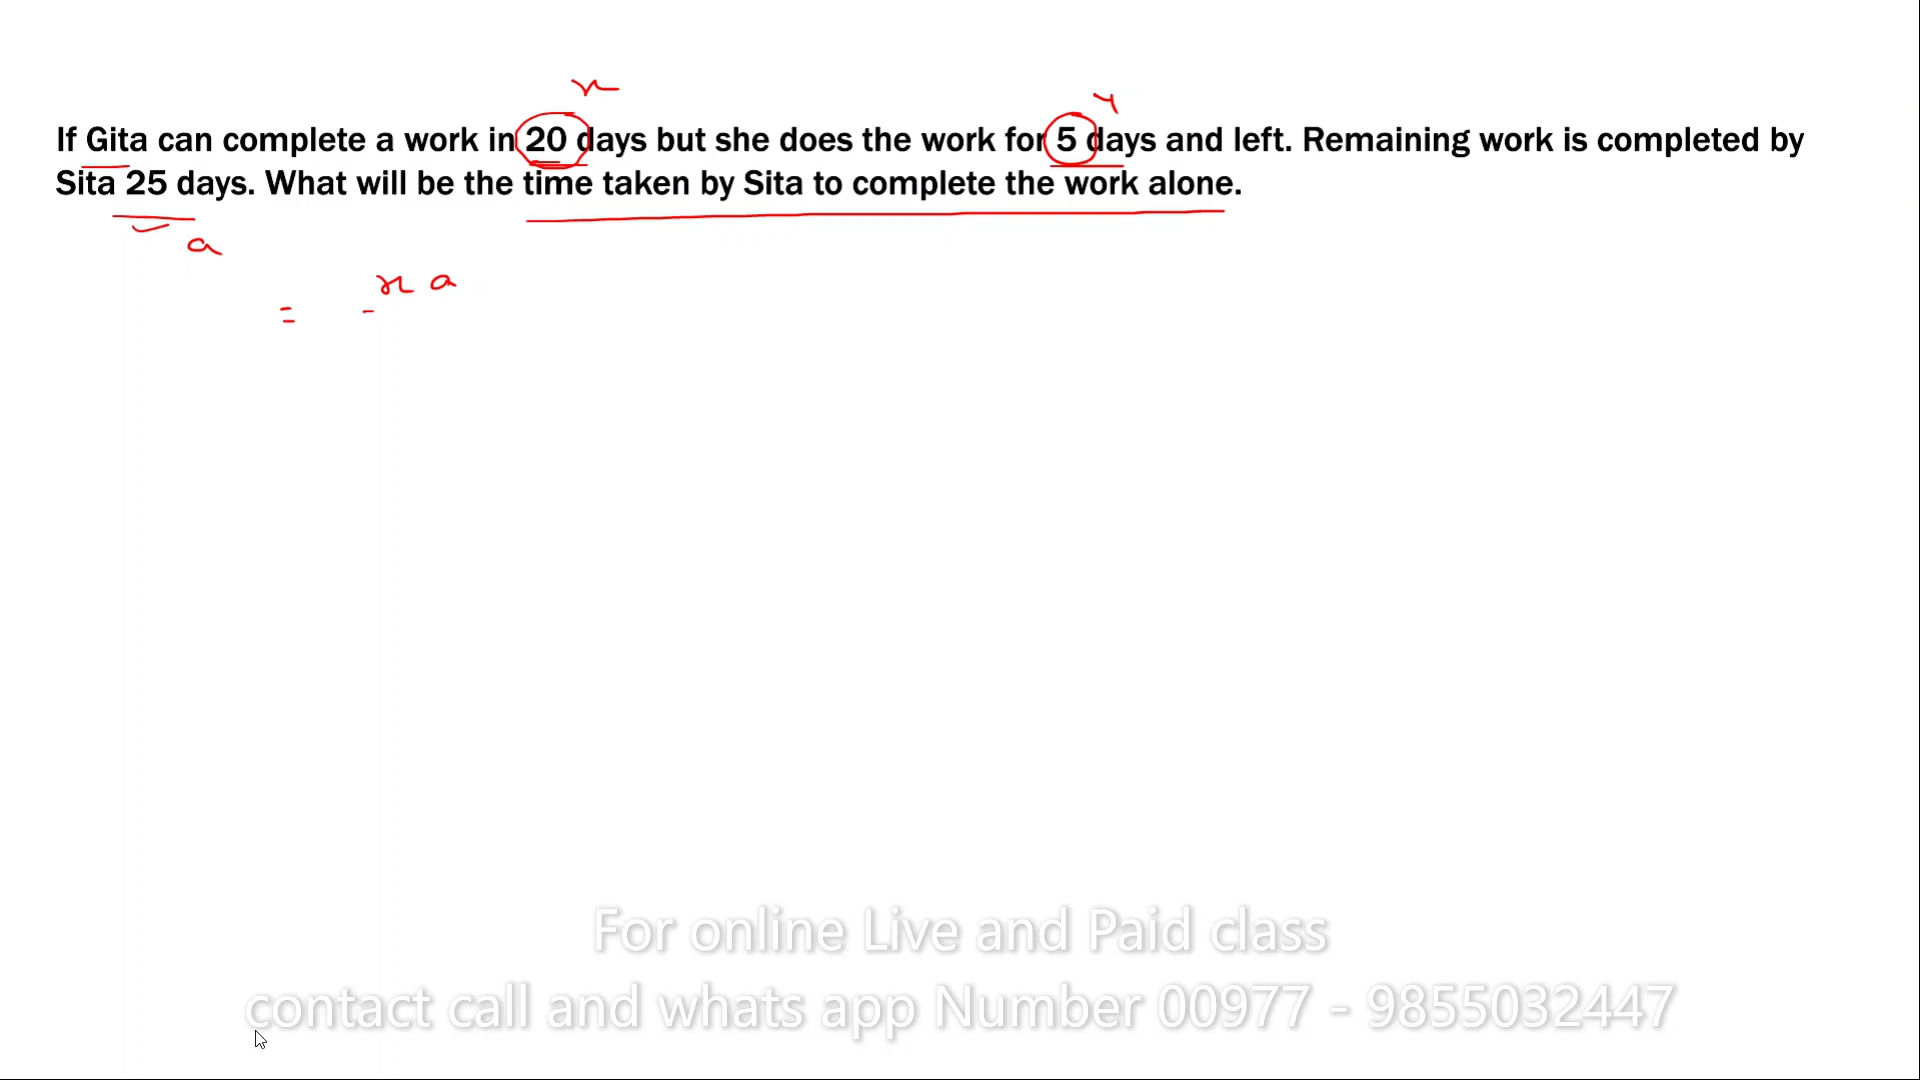 x
y
If Gita can complete a work in 20 days but she does the work for 5 days and left. Remaining work is completed by
Sita 25 days. What will be the time taken by Sita to complete the work alone.
a
= x a
For online Live and Paid class
contact call and whats app Number 00977 - 9855032447